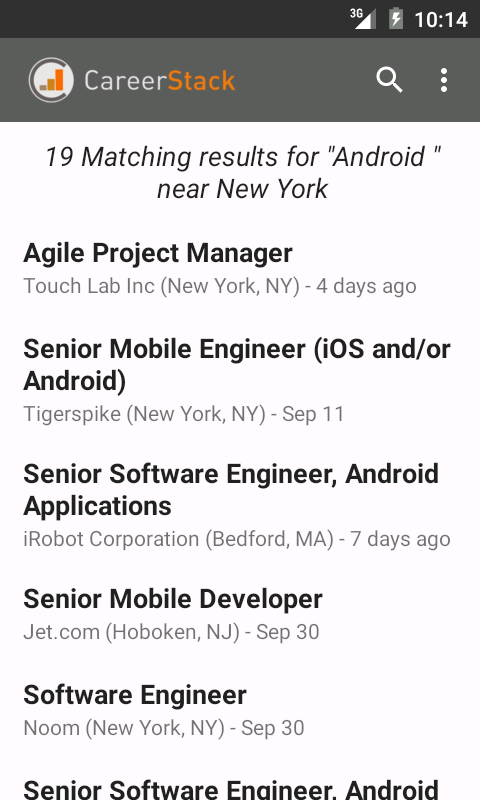 3G 10:14
CareerStack
19 Matching results for "Android "
near New York
Agile Project Manager
Touch Lab Inc (New York, NY) - 4 days ago
Senior Mobile Engineer (iOS and/or
Android)
Tigerspike (New York, NY) - Sep 11
Senior Software Engineer, Android
Applications
iRobot Corporation (Bedford, MA) - 7 days ago
Senior Mobile Developer
Jet.com (Hoboken, NJ) - Sep 30
Software Engineer
Noom (New York, NY) - Sep 30
Senior Software Engineer, Android